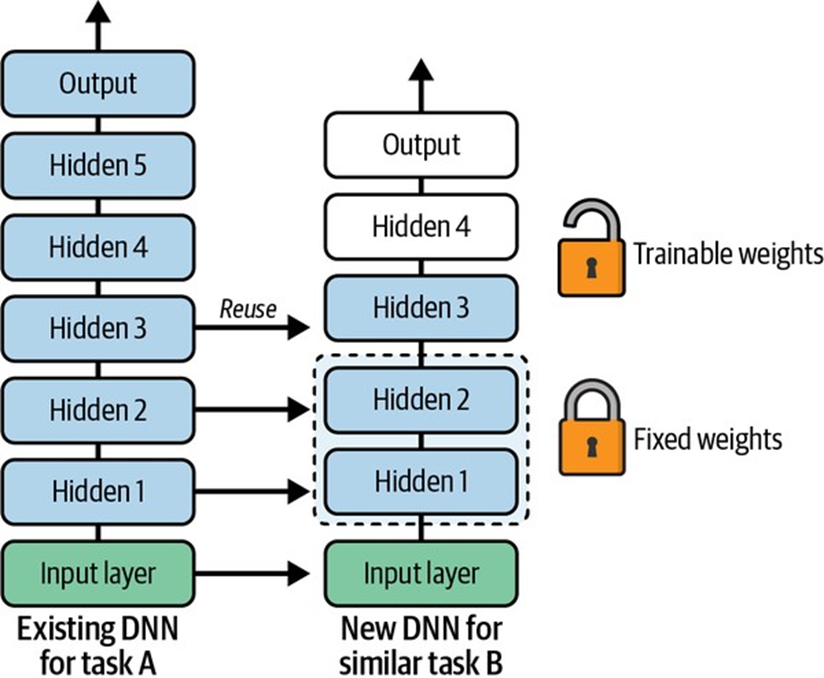 Output
Hidden 5
Hidden 4
Hidden 3
Hidden 2
Hidden 1
Input layer
Existing DNN
for task A
Reuse
Output
Hidden 4
Hidden 3
Hidden 2
Hidden 1
Input layer
New DNN for
similar task B
Trainable weights
Fixed weights